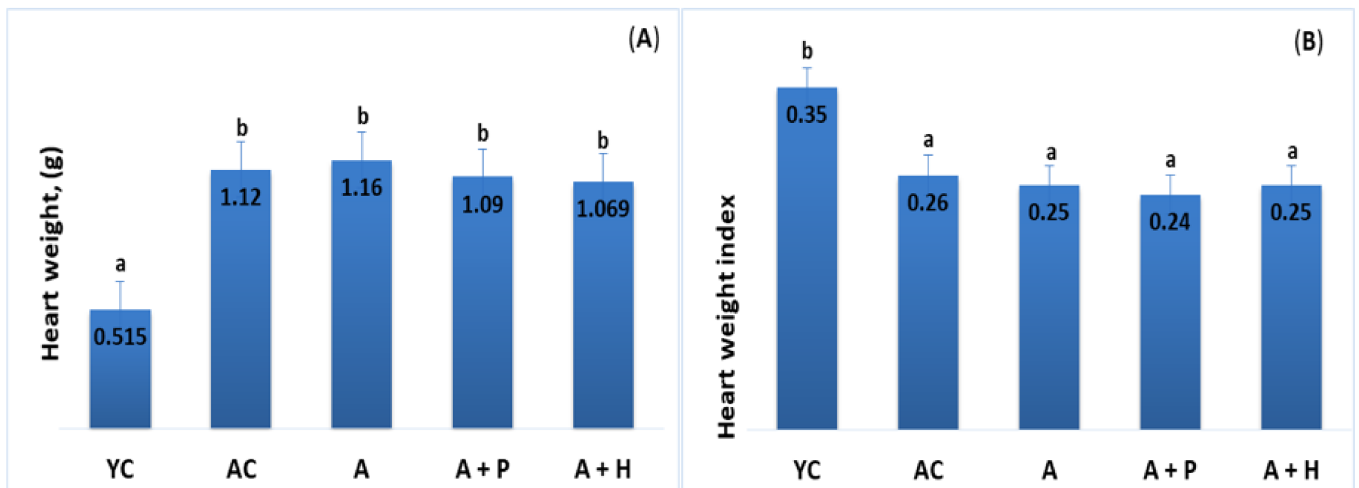 (A)
Heart weight, (g)
a
b
b
b
b
0.515
1.12
1.16
1.09
1.069
YC
AC
A
A + P
A + H
(B)
Heart weight index
b
a
a
a
a
0.35
0.26
0.25
0.24
0.25
YC
AC
A
A + P
A + H